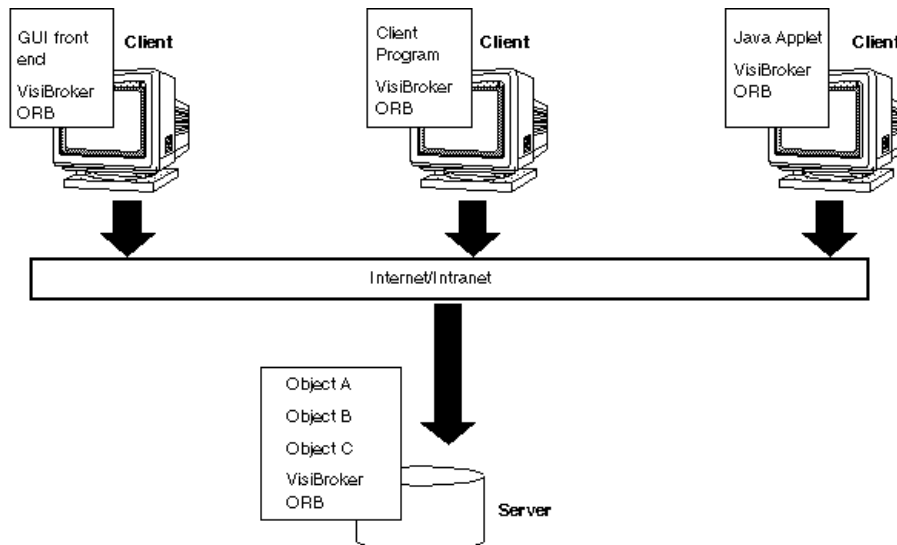 GUI front
end
VisiBroker
ORB
Client
Client
Program
VisiBroker
ORB
Client
Java Applet
VisiBroker
ORB
Client
Internet/Intranet
Object A
Object B
Object C
VisiBroker
ORB
Server